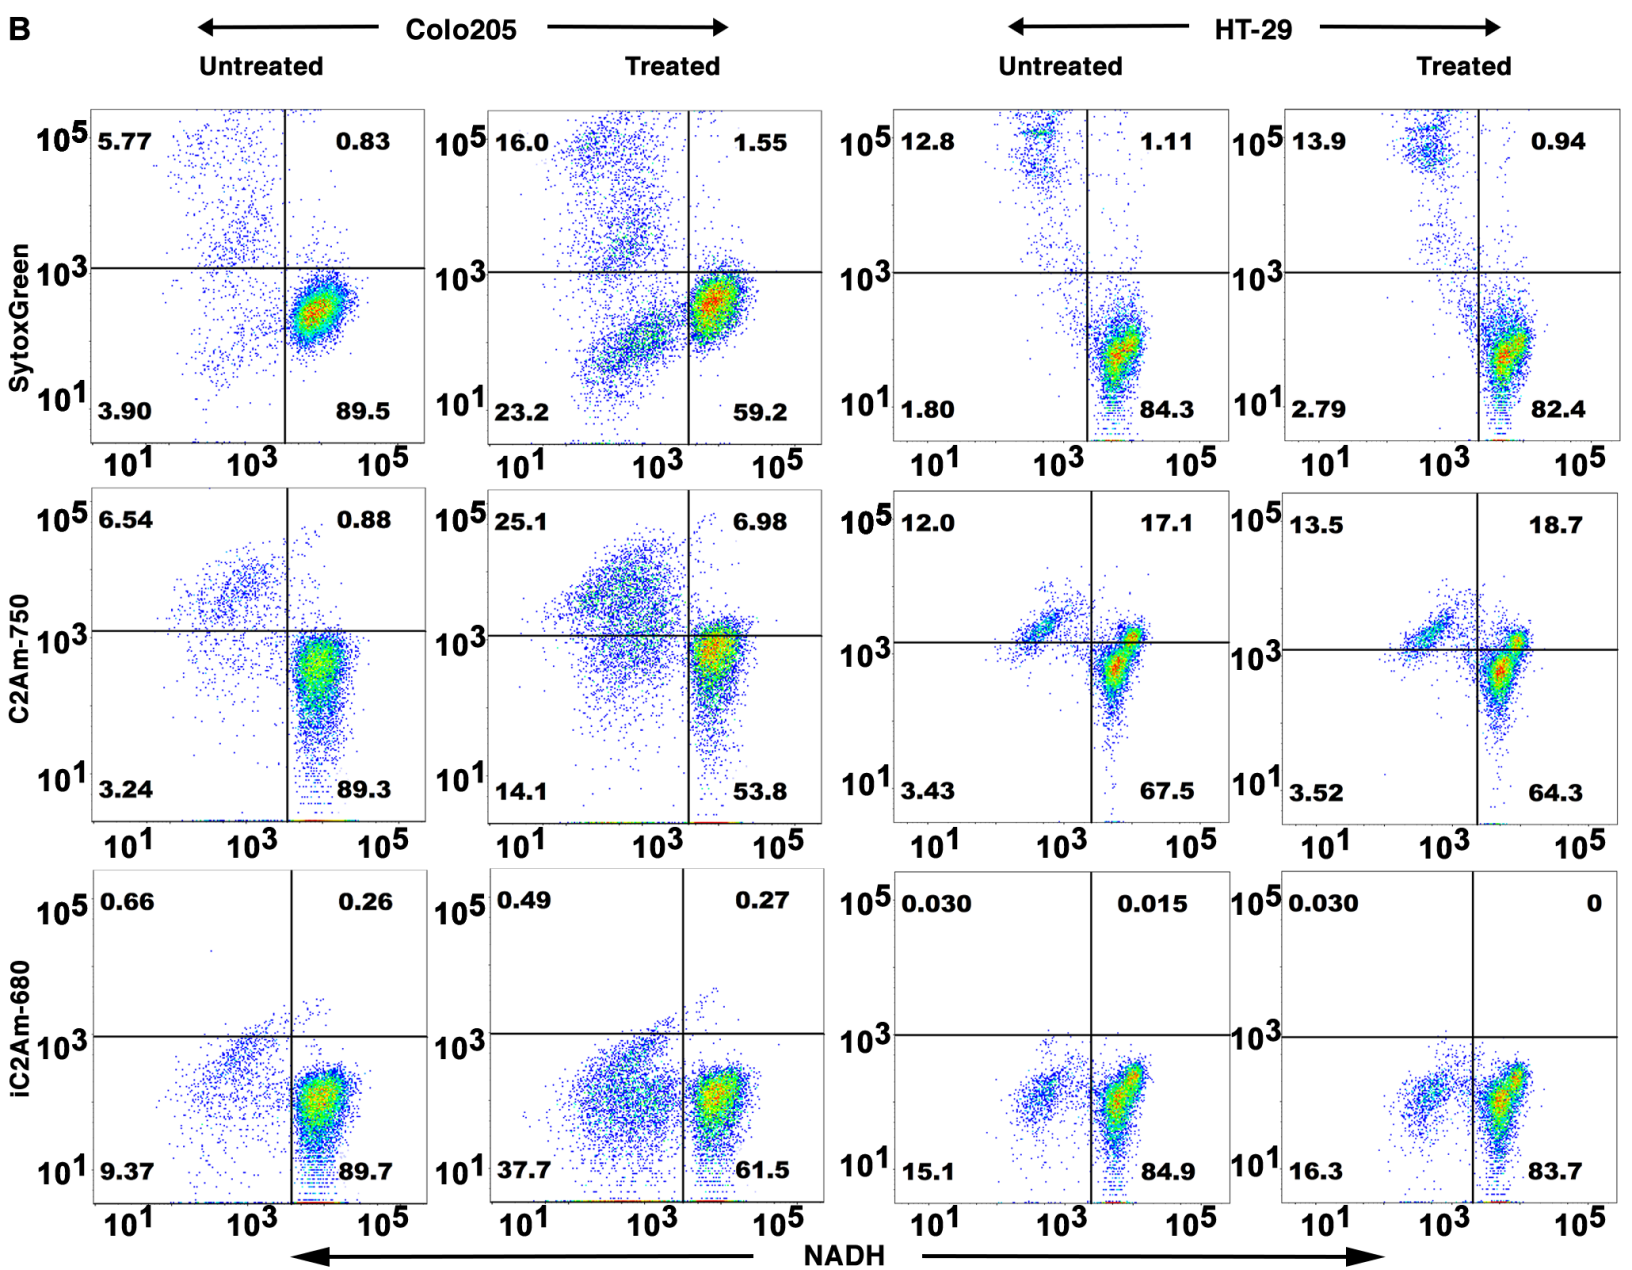 B Colo205 HT-29
Untreated Treated Untreated Treated
SytoxGreen
10^5 5.77 0.83 10^5 16.0 1.55 10^5 12.8 1.11 10^5 13.9 0.94
10^3 10^3 10^3 10^3
10^1 3.90 89.5 10^1 23.2 59.2 10^1 1.80 84.3 10^1 2.79 82.4
10^1 10^3 10^5 10^1 10^3 10^5 10^1 10^3 10^5 10^1 10^3 10^5
C2Am-750
10^5 6.54 0.88 10^5 25.1 6.98 10^5 12.0 17.1 10^5 13.5 18.7
10^3 10^3 10^3 10^3
10^1 3.24 89.3 10^1 14.1 53.8 10^1 3.43 67.5 10^1 3.52 64.3
10^1 10^3 10^5 10^1 10^3 10^5 10^1 10^3 10^5 10^1 10^3 10^5
iC2Am-680
10^5 0.66 0.26 10^5 0.49 0.27 10^5 0.030 0.015 10^5 0.030 0
10^3 10^3 10^3 10^3
10^1 9.37 89.7 10^1 37.7 61.5 10^1 15.1 84.9 10^1 16.3 83.7
10^1 10^3 10^5 10^1 10^3 10^5 10^1 10^3 10^5 10^1 10^3 10^5
NADH